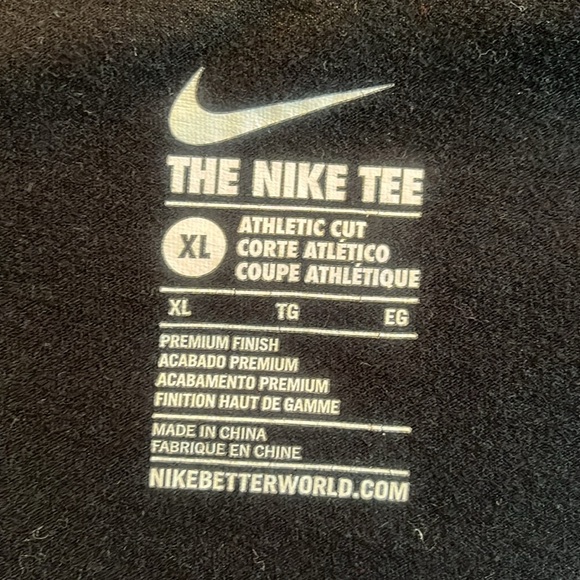 THE NIKE TEE
XL
ATHLETIC CUT
CORTE ATLÉTICO
COUPE ATHLÉTIQUE
XL TG EG
PREMIUM FINISH
ACABADO PREMIUM
ACABAMENTO PREMIUM
FINITION HAUT DE GAMME
MADE IN CHINA
FABRIQUE EN CHINE
NIKEBETTERWORLD.COM